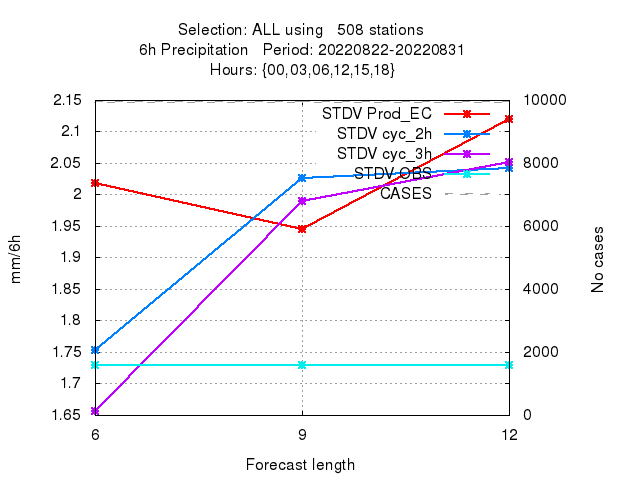 Selection: ALL using 508 stations
6h Precipitation Period: 20220822-20220831
Hours: {00,03,06,12,15,18}
STDV Prod_EC
STDV cyc_2h
STDV cyc_3h
STDV OBS
CASES
2.15
2.1
2.05
2
1.95
1.9
1.85
1.8
1.75
1.7
1.65
10000
8000
6000
4000
2000
0
mm/6h
No cases
6
9
12
Forecast length